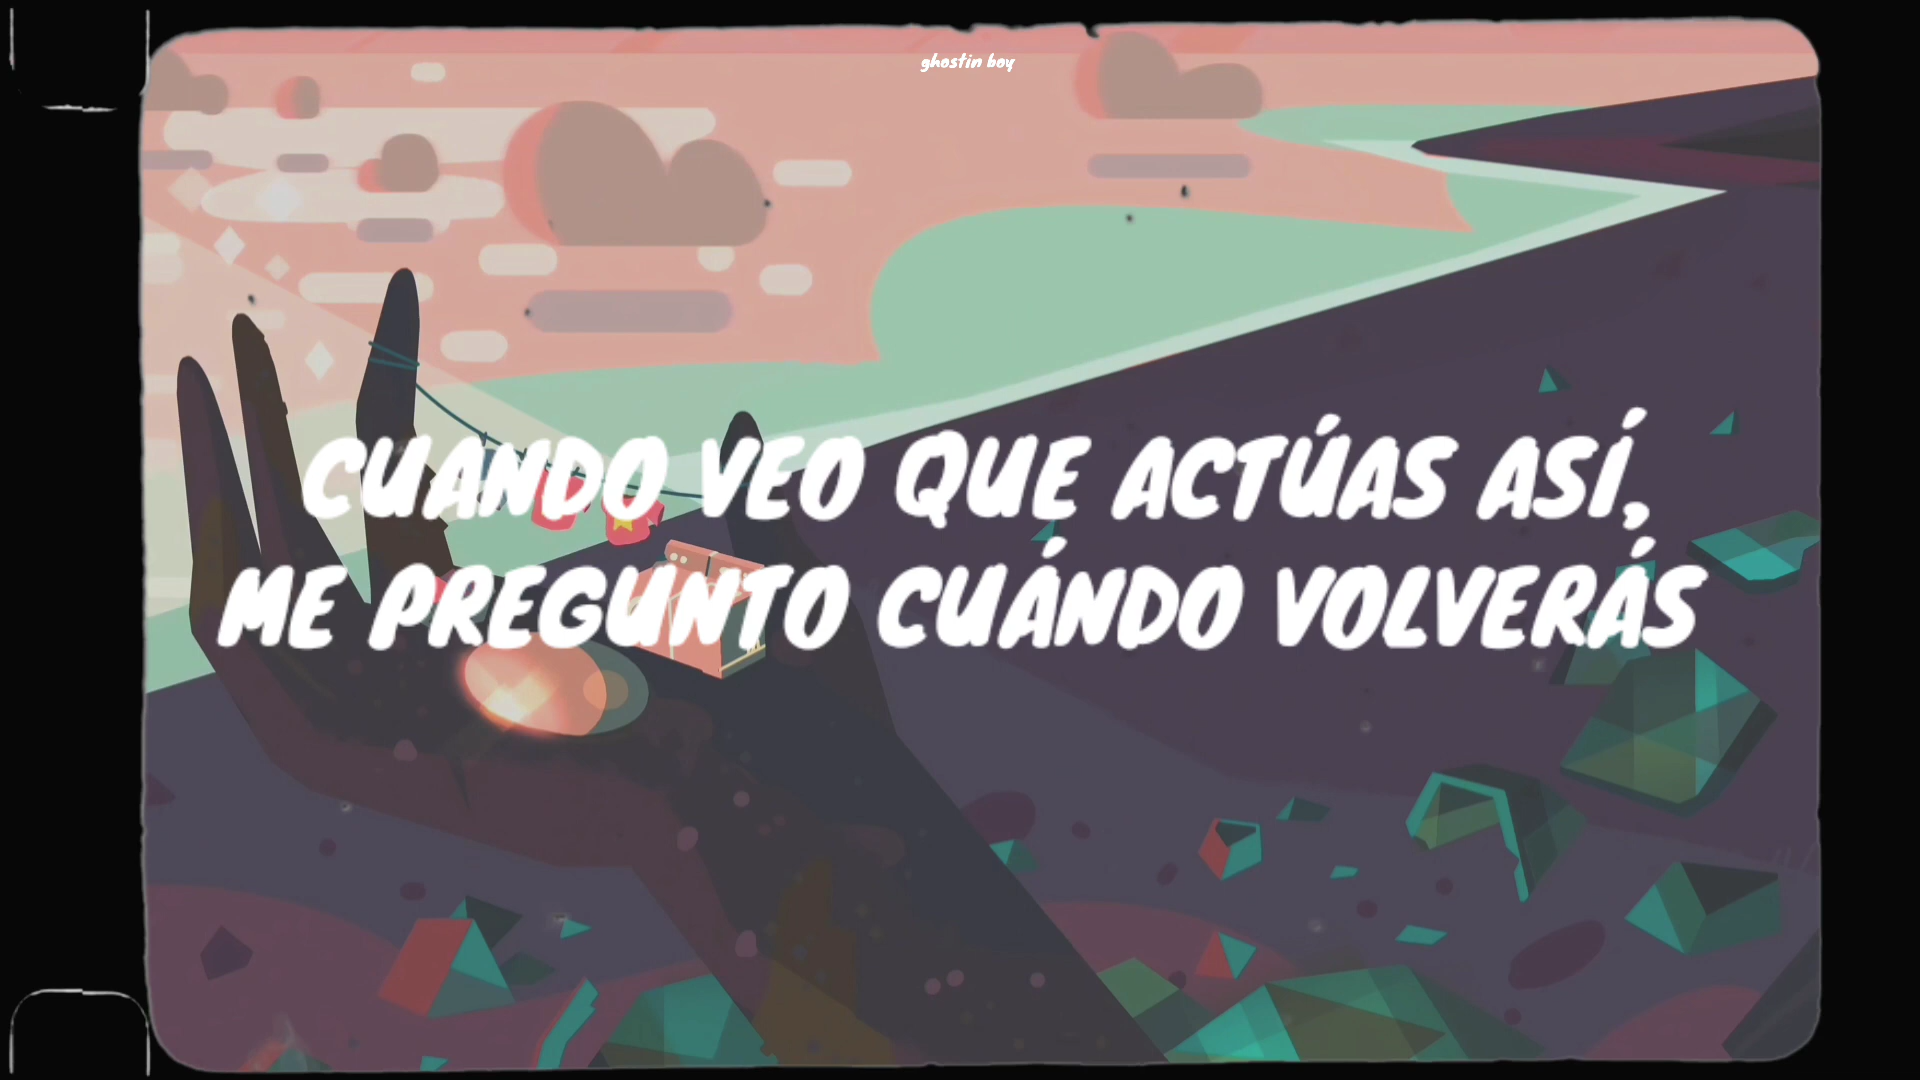 ghostin boy
CUANDO VEO QUE ACTÚAS ASÍ,
ME PREGUNTO CUÁNDO VOLVERÁS